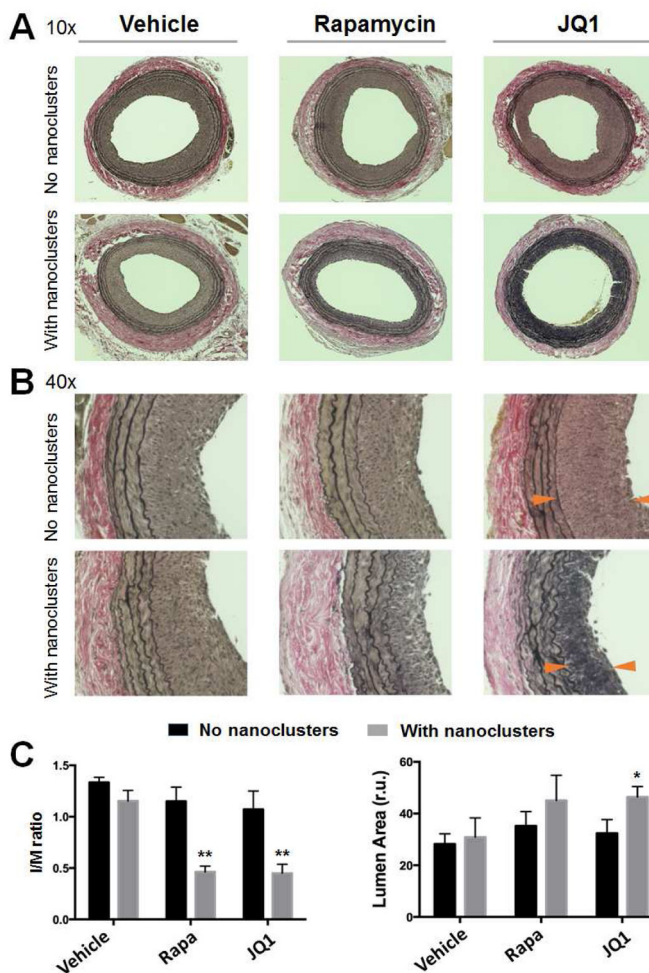 A 10x Vehicle Rapamycin JQ1
No nanoclusters
With nanoclusters
B 40x
No nanoclusters
With nanoclusters
No nanoclusters With nanoclusters
C
I/M ratio
1.5
1.0
0.5
0.0
** **
Vehicle Rapa JQ1
Lumen Area (r.u.)
60
40
20
0
*
Vehicle Rapa JQ1